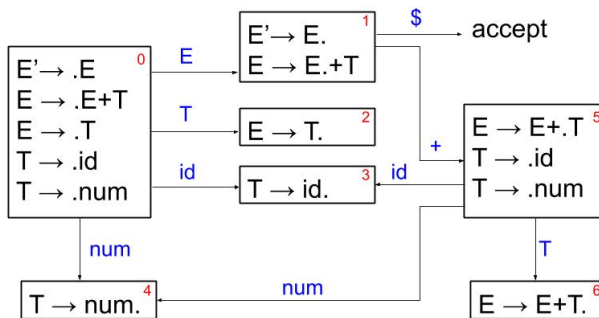 0
E’→ .E
E → .E+T
E → .T
T → .id
T → .num
E
T
id
num
1
E’→ E.
E → E.+T
$
accept
2
E → T.
+
3
T → id.
id
5
E → E+.T
T → .id
T → .num
num
T
4
T → num.
6
E → E+T.